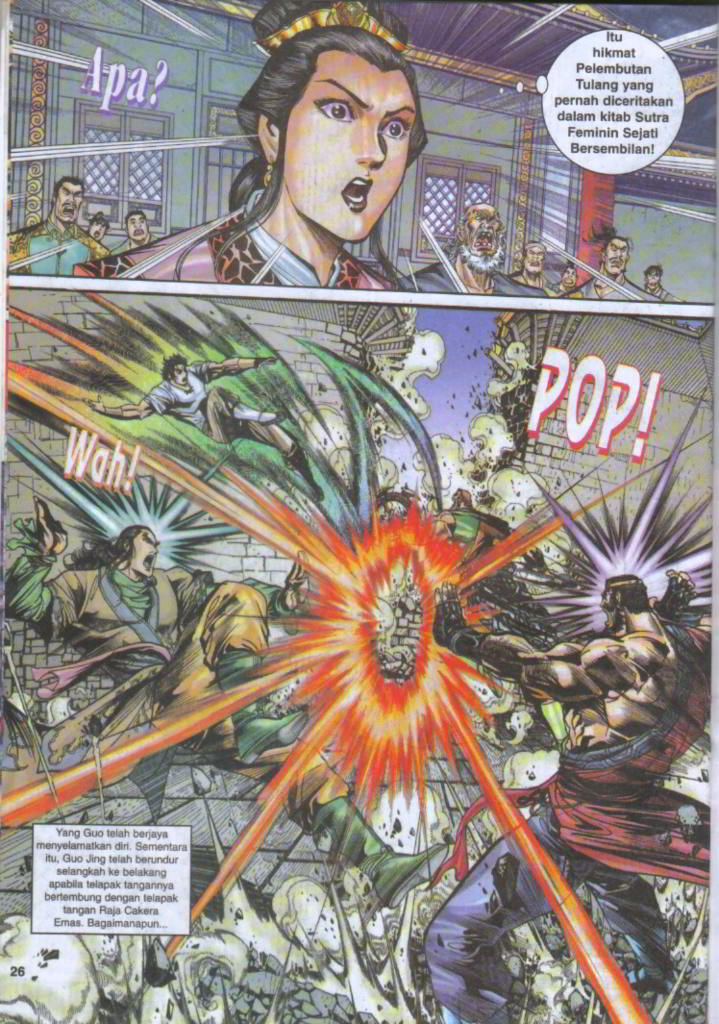 Apa?
Itu
hikmat
Pelembutan
Tulang yang
pernah diceritakan
dalam kitab Sutra
Feminin Sejati
Bersembilan!
POP!
Wah!
Yang Guo telah berjaya
menyelamatkan diri. Sementara
itu, Guo Jing telah berundur
selangkah ke belakang
apabila telapak tangannya
bertembung dengan telapak
tangan Raja Cakera
Emas. Bagaimanapun...
26